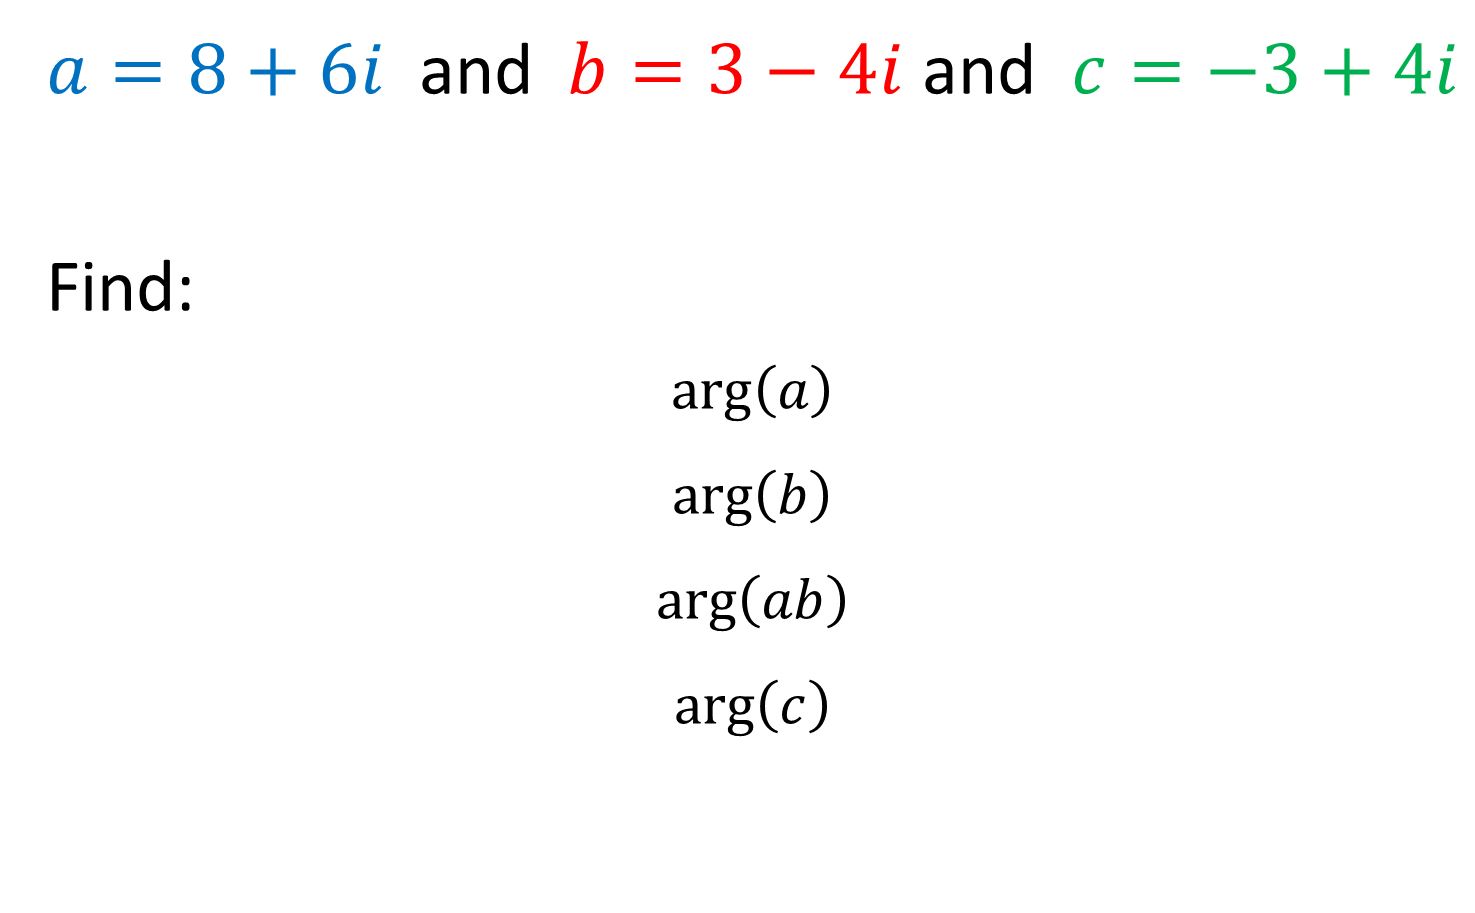 a = 8 + 6i and b = 3 − 4i and c = −3 + 4i
Find:
arg(a)
arg(b)
arg(ab)
arg(c)